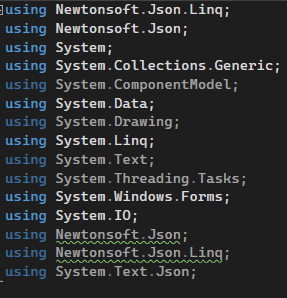 using Newtonsoft.Json.Linq;
using Newtonsoft.Json;
using System;
using System.Collections.Generic;
using System.ComponentModel;
using System.Data;
using System.Drawing;
using System.Linq;
using System.Text;
using System.Threading.Tasks;
using System.Windows.Forms;
using System.IO;
using Newtonsoft.Json;
using Newtonsoft.Json.Linq;
using System.Text.Json;